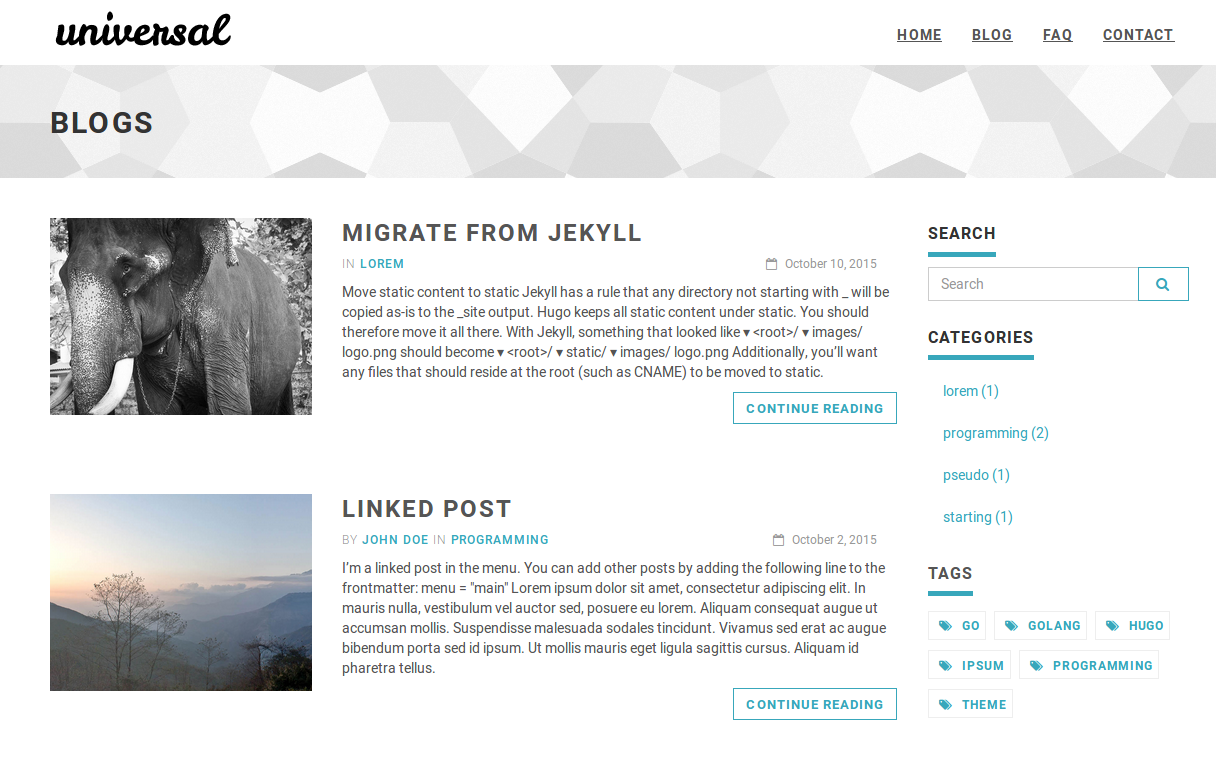 universal
HOME BLOG FAQ CONTACT
BLOGS
MIGRATE FROM JEKYLL
IN LOREM October 10, 2015
Move static content to static Jekyll has a rule that any directory not starting with _ will be
copied as-is to the _site output. Hugo keeps all static content under static. You should
therefore move it all there. With Jekyll, something that looked like ▾ <root>/ ▾ images/
logo.png should become ▾ <root>/ ▾ static/ ▾ images/ logo.png Additionally, you’ll want
any files that should reside at the root (such as CNAME) to be moved to static.
CONTINUE READING
LINKED POST
BY JOHN DOE IN PROGRAMMING October 2, 2015
I’m a linked post in the menu. You can add other posts by adding the following line to the
frontmatter: menu = "main" Lorem ipsum dolor sit amet, consectetur adipiscing elit. In
mauris nulla, vestibulum vel auctor sed, posuere eu lorem. Aliquam consequat augue ut
accumsan mollis. Suspendisse malesuada sodales tincidunt. Vivamus sed erat ac augue
bibendum porta sed id ipsum. Ut mollis mauris eget ligula sagittis cursus. Aliquam id
pharetra tellus.
CONTINUE READING
SEARCH
Search
CATEGORIES
lorem (1)
programming (2)
pseudo (1)
starting (1)
TAGS
GO GOLANG HUGO
IPSUM PROGRAMMING
THEME